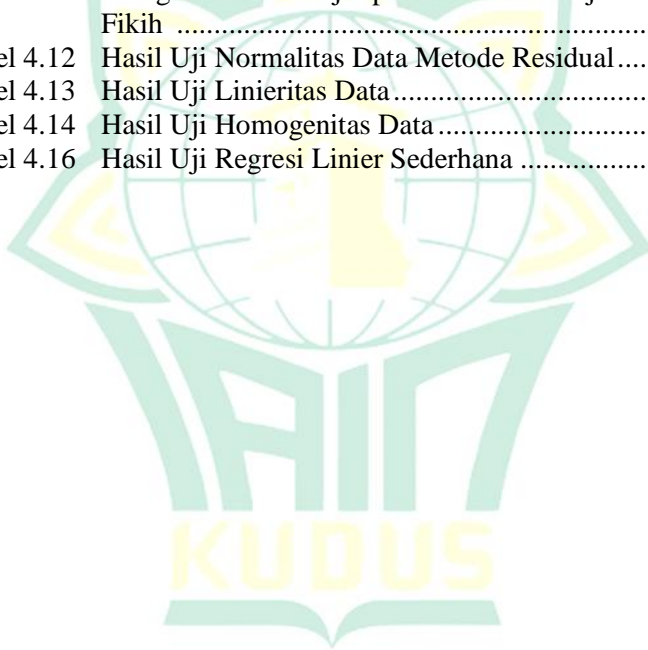 Fikih ........................................................................
el 4.12 Hasil Uji Normalitas Data Metode Residual ....
el 4.13 Hasil Uji Linieritas Data .....................................
el 4.14 Hasil Uji Homogenitas Data ..............................
el 4.16 Hasil Uji Regresi Linier Sederhana ..................
IAIN
KUDUS